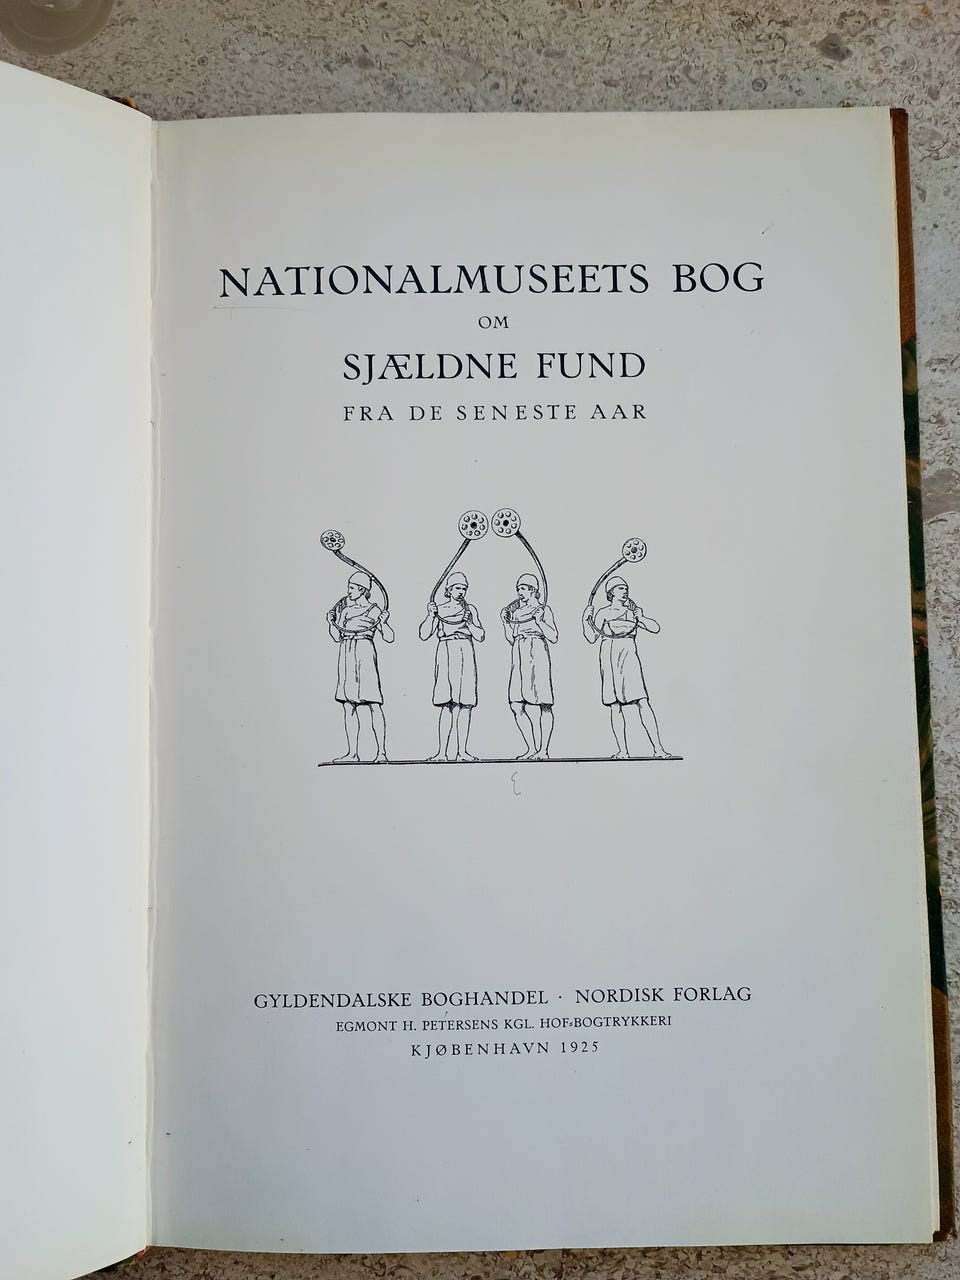 NATIONALMUSEETS BOG
OM
SJÆLDNE FUND
FRA DE SENESTE AAR
GYLDENDALSKE BOGHANDEL · NORDISK FORLAG
EGMONT H. PETERSENS KGL. HOF=BOGTRYKKERI
KJØBENHAVN 1925